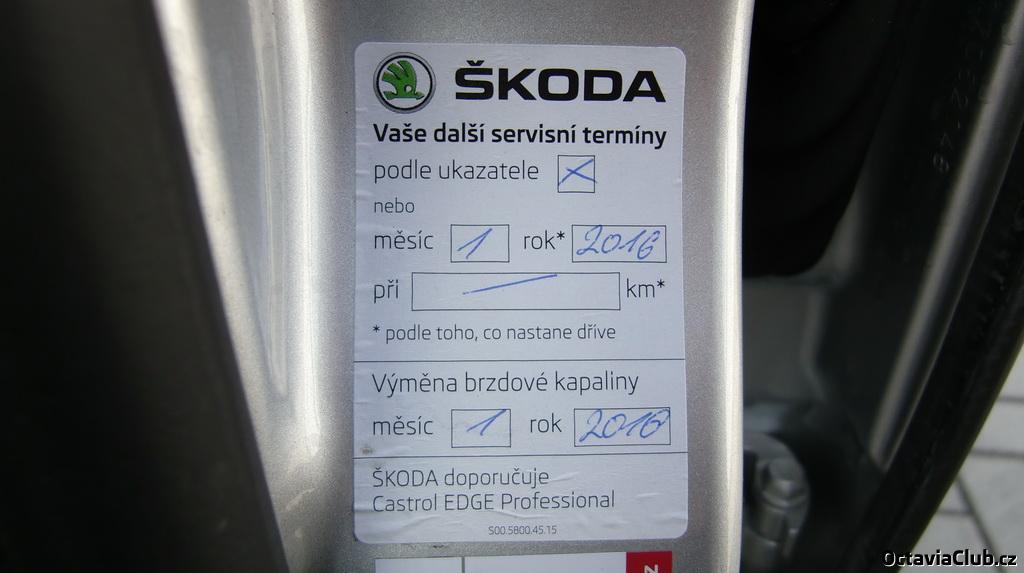 ŠKODA
Vaše další servisní termíny
podle ukazatele X
nebo
měsíc 1 rok* 2016
při — km*
* podle toho, co nastane dříve
Výměna brzdové kapaliny
měsíc 1 rok 2016
ŠKODA doporučuje
Castrol EDGE Professional
S00.5800.45.15
Z
OctaviaClub.cz